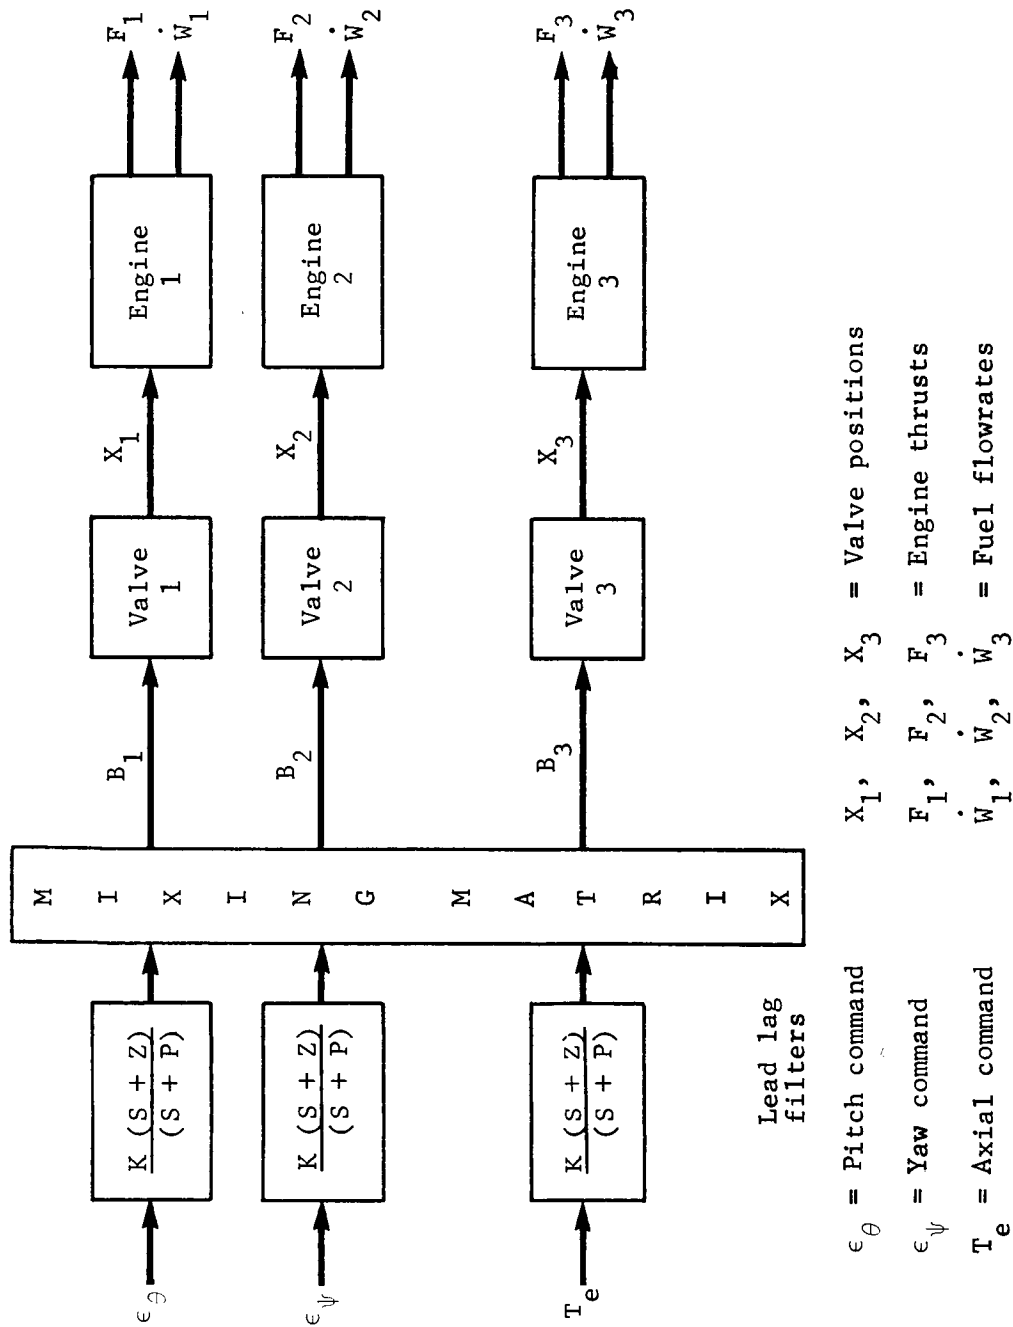 ϵ_θ
K (S + Z)
(S + P)
ϵ_ψ
K (S + Z)
(S + P)
T_e
K (S + Z)
(S + P)
Lead lag
filters
MIXING MATRIX
B_1
B_2
B_3
Valve
1
Valve
2
Valve
3
X_1
X_2
X_3
Engine
1
Engine
2
Engine
3
F_1
Ẇ_1
F_2
Ẇ_2
F_3
Ẇ_3
ϵ_θ = Pitch command
ϵ_ψ = Yaw command
T_e = Axial command
X_1, X_2, X_3 = Valve positions
F_1, F_2, F_3 = Engine thrusts
Ẇ_1, Ẇ_2, Ẇ_3 = Fuel flowrates